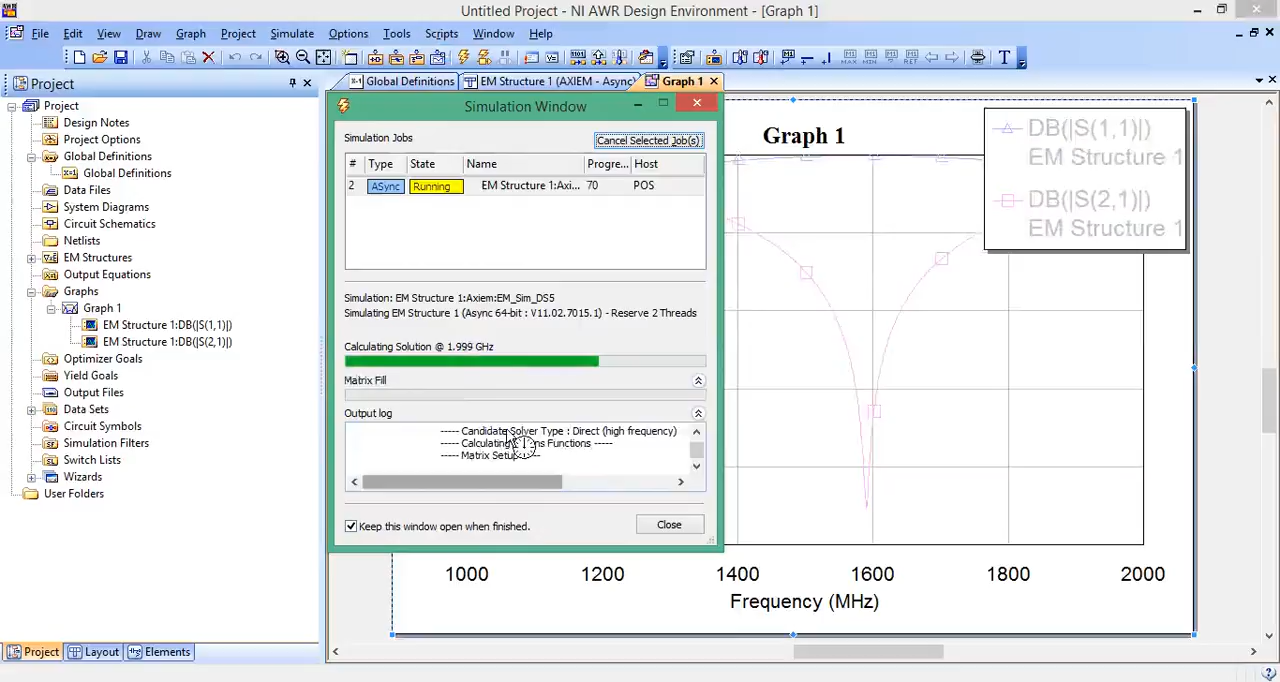 Untitled Project - NI AWR Design Environment - [Graph 1]
File Edit View Draw Graph Project Simulate Options Tools Scripts Window Help
Project
Global Definitions
EM Structure 1 (AXIEM - Async
Graph 1
Project
Design Notes
Project Options
Global Definitions
Global Definitions
Data Files
System Diagrams
Circuit Schematics
Netlists
EM Structures
Output Equations
Graphs
Graph 1
EM Structure 1:DB(|S(1,1)|)
EM Structure 1:DB(|S(2,1)|)
Optimizer Goals
Yield Goals
Output Files
Data Sets
Circuit Symbols
Simulation Filters
Switch Lists
Wizards
User Folders
Project Layout Elements
Simulation Window
Simulation Jobs
Cancel Selected Job(s)
# Type State Name Progre... Host
2 ASync Running EM Structure 1:Axi... 70 POS
Simulation: EM Structure 1:Axiem:EM_Sim_DS5
Simulating EM Structure 1 (Async 64-bit : V11.02.7015.1) - Reserve 2 Threads
Calculating Solution @ 1.999 GHz
Matrix Fill
Output log
----- Candidate Solver Type : Direct (high frequency)
----- Calculating Functions -----
----- Matrix Setup -----
Keep this window open when finished.
Close
Graph 1
DB(|S(1,1)|)
EM Structure 1
DB(|S(2,1)|)
EM Structure 1
1000 1200 1400 1600 1800 2000
Frequency (MHz)